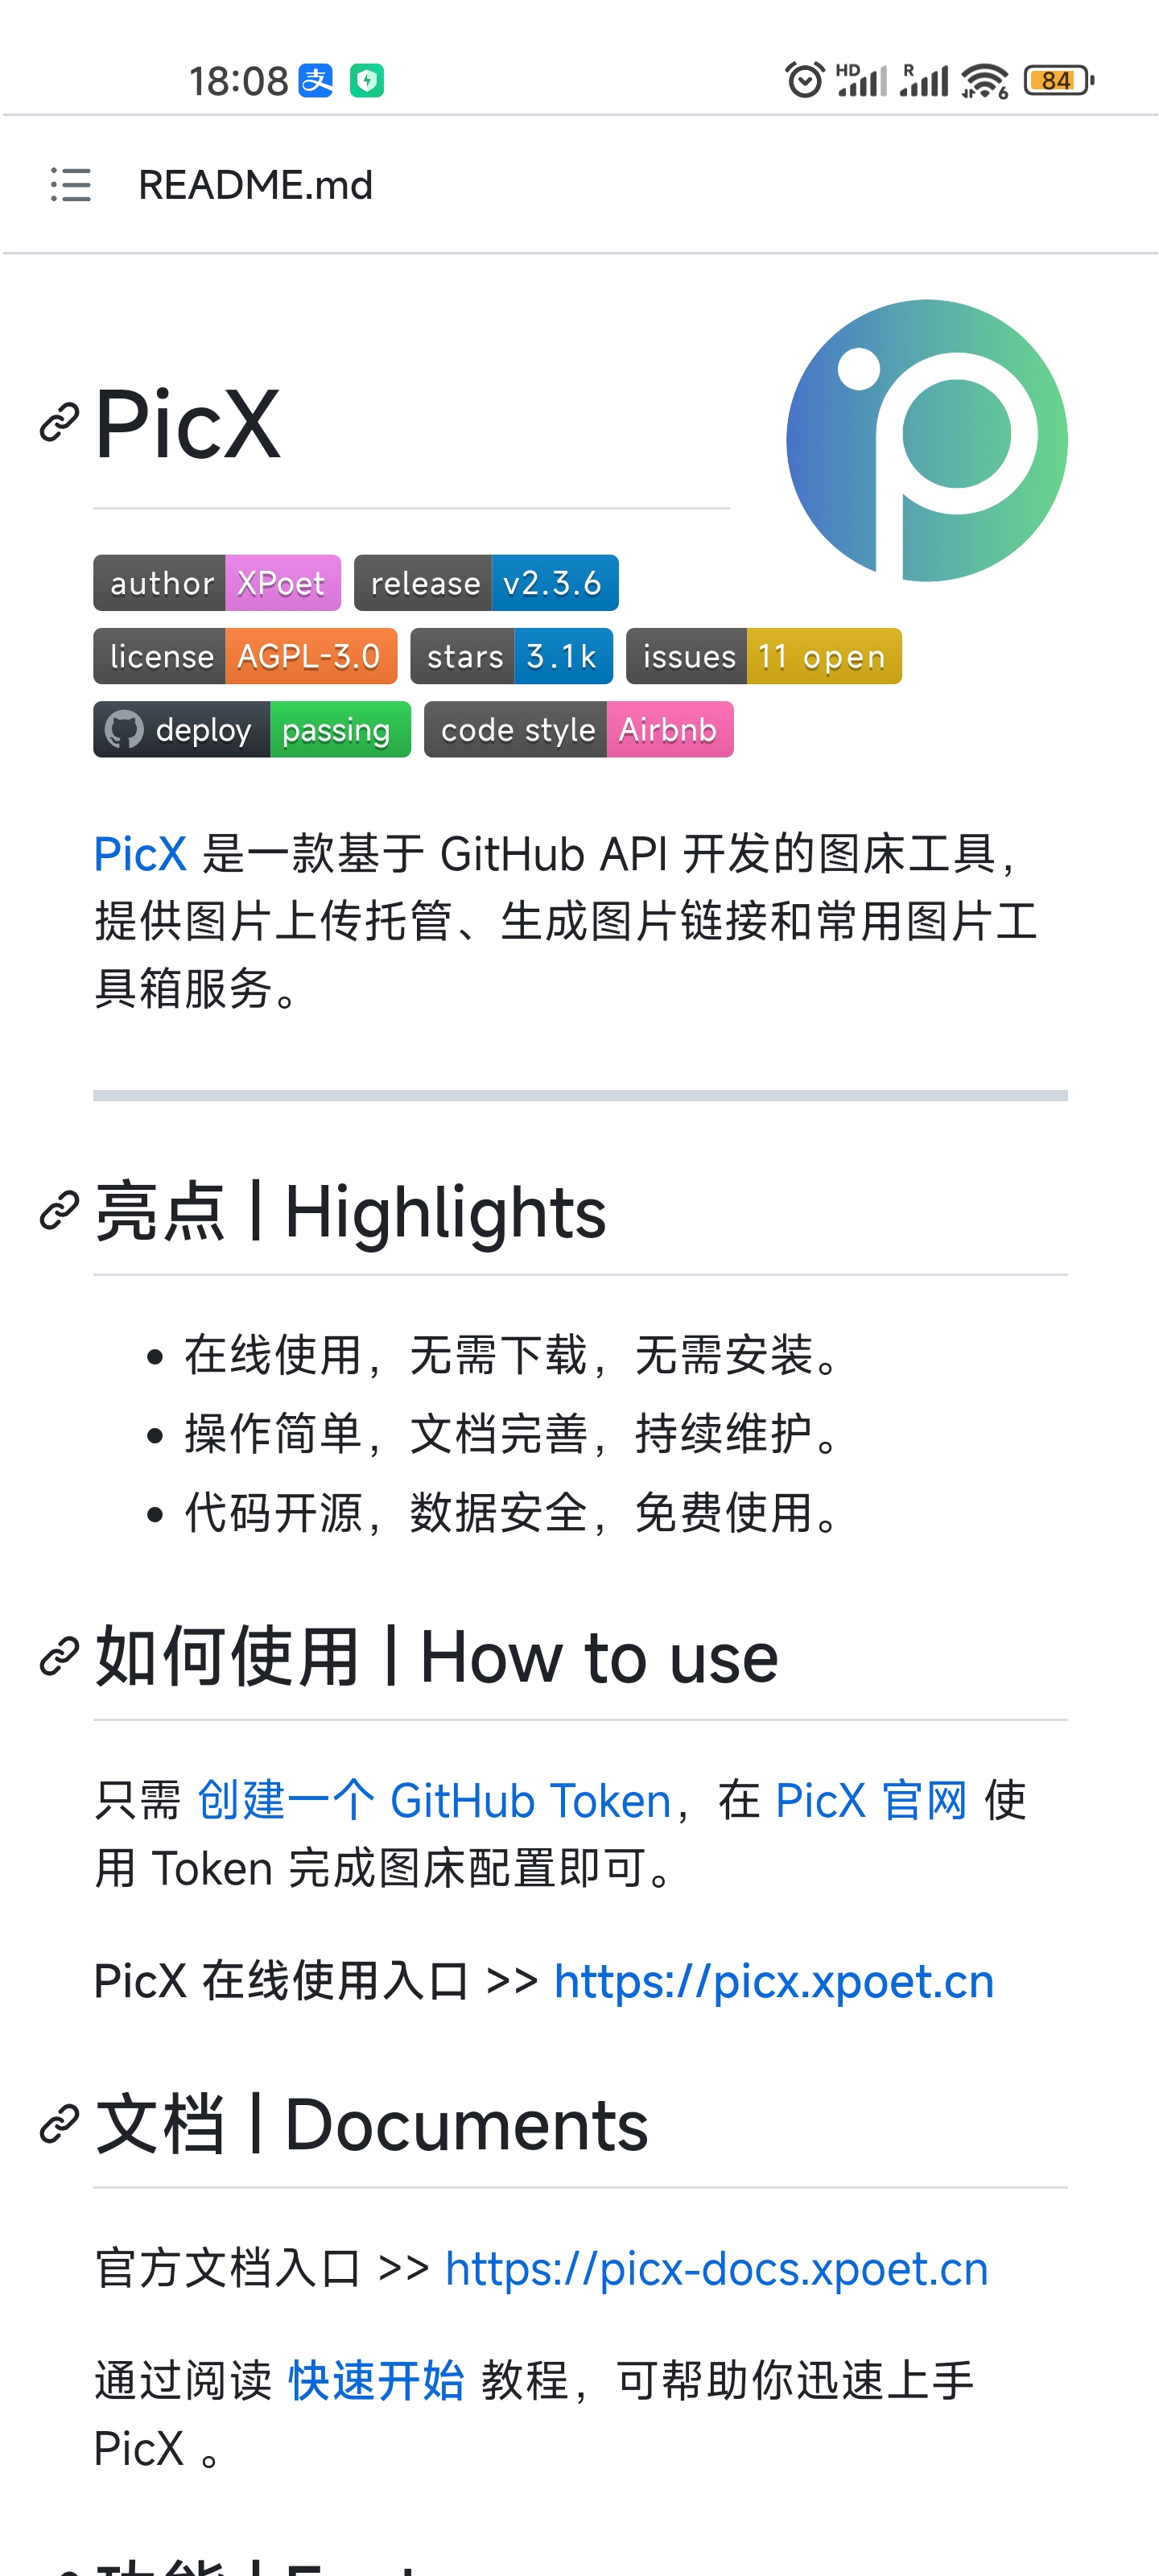 18:08 支 HD R 6 84
README.md
PicX
author XPoet release v2.3.6
license AGPL-3.0 stars 3.1k issues 11 open
deploy passing code style Airbnb
PicX 是一款基于 GitHub API 开发的图床工具，
提供图片上传托管、生成图片链接和常用图片工
具箱服务。
亮点 | Highlights
在线使用，无需下载，无需安装。
操作简单，文档完善，持续维护。
代码开源，数据安全，免费使用。
如何使用 | How to use
只需 创建一个 GitHub Token，在 PicX 官网 使
用 Token 完成图床配置即可。
PicX 在线使用入口 >> https://picx.xpoet.cn
文档 | Documents
官方文档入口 >> https://picx-docs.xpoet.cn
通过阅读 快速开始 教程，可帮助你迅速上手
PicX 。
功能 |